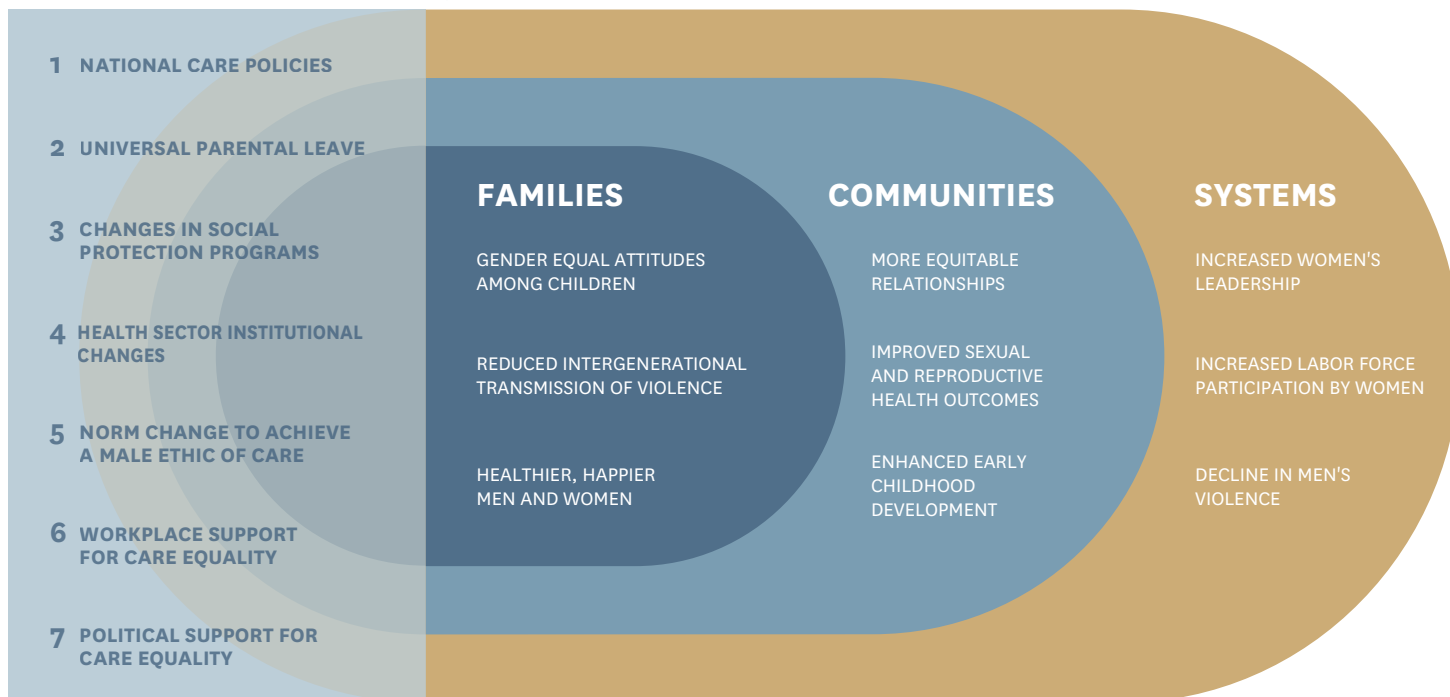 1 NATIONAL CARE POLICIES
2 UNIVERSAL PARENTAL LEAVE
3 CHANGES IN SOCIAL
PROTECTION PROGRAMS
4 HEALTH SECTOR INSTITUTIONAL
CHANGES
5 NORM CHANGE TO ACHIEVE
A MALE ETHIC OF CARE
6 WORKPLACE SUPPORT
FOR CARE EQUALITY
7 POLITICAL SUPPORT FOR
CARE EQUALITY
FAMILIES
GENDER EQUAL ATTITUDES
AMONG CHILDREN
REDUCED INTERGENERATIONAL
TRANSMISSION OF VIOLENCE
HEALTHIER, HAPPIER
MEN AND WOMEN
COMMUNITIES
MORE EQUITABLE
RELATIONSHIPS
IMPROVED SEXUAL
AND REPRODUCTIVE
HEALTH OUTCOMES
ENHANCED EARLY
CHILDHOOD
DEVELOPMENT
SYSTEMS
INCREASED WOMEN'S
LEADERSHIP
INCREASED LABOR FORCE
PARTICIPATION BY WOMEN
DECLINE IN MEN'S
VIOLENCE